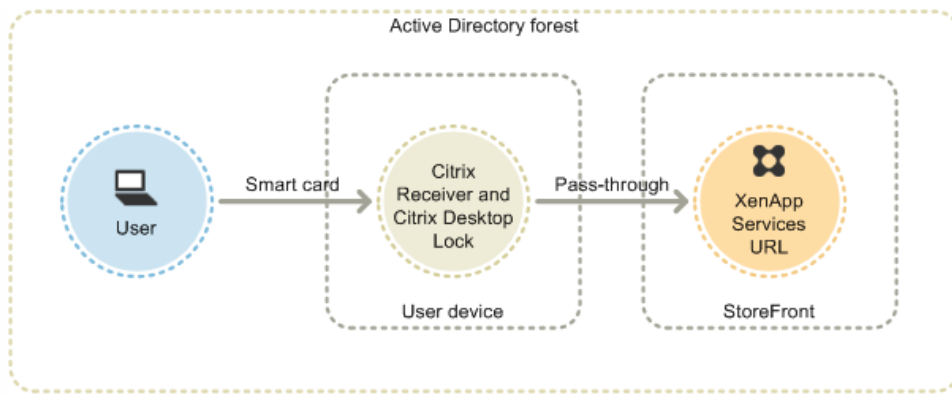 Active Directory forest
User
Smart card
Citrix
Receiver and
Citrix Desktop
Lock
User device
Pass-through
XenApp
Services
URL
StoreFront